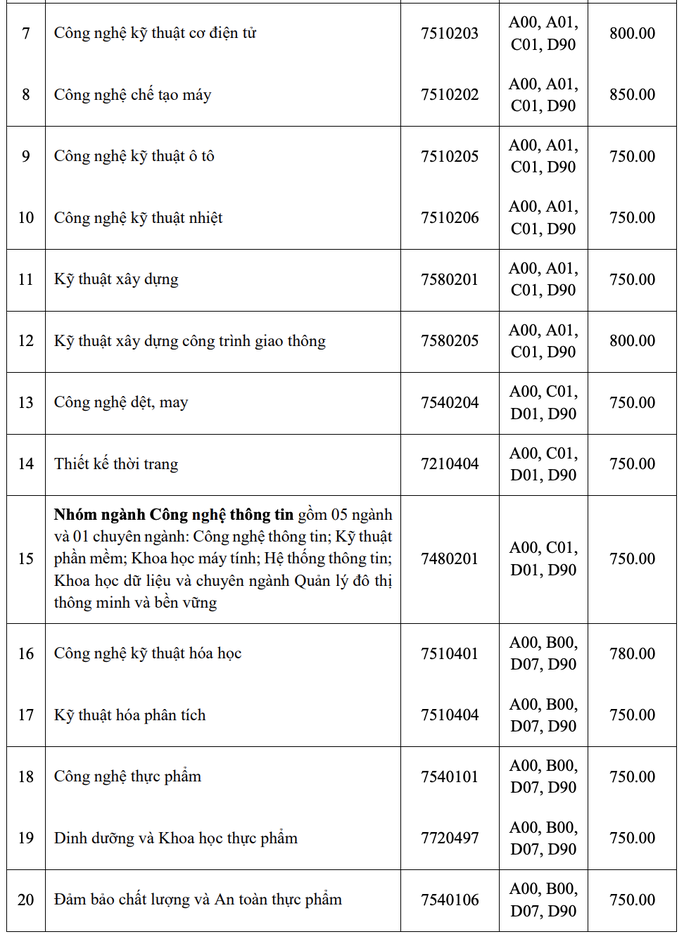 7 Công nghệ kỹ thuật cơ điện tử 7510203 A00, A01, C01, D90 800.00
8 Công nghệ chế tạo máy 7510202 A00, A01, C01, D90 850.00
9 Công nghệ kỹ thuật ô tô 7510205 A00, A01, C01, D90 750.00
10 Công nghệ kỹ thuật nhiệt 7510206 A00, A01, C01, D90 750.00
11 Kỹ thuật xây dựng 7580201 A00, A01, C01, D90 750.00
12 Kỹ thuật xây dựng công trình giao thông 7580205 A00, A01, C01, D90 800.00
13 Công nghệ dệt, may 7540204 A00, C01, D01, D90 750.00
14 Thiết kế thời trang 7210404 A00, C01, D01, D90 750.00
15 Nhóm ngành Công nghệ thông tin gồm 05 ngành
và 01 chuyên ngành: Công nghệ thông tin; Kỹ thuật
phần mềm; Khoa học máy tính; Hệ thống thông tin;
Khoa học dữ liệu và chuyên ngành Quản lý đô thị
thông minh và bền vững 7480201 A00, C01, D01, D90 750.00
16 Công nghệ kỹ thuật hóa học 7510401 A00, B00, D07, D90 780.00
17 Kỹ thuật hóa phân tích 7510404 A00, B00, D07, D90 750.00
18 Công nghệ thực phẩm 7540101 A00, B00, D07, D90 750.00
19 Dinh dưỡng và Khoa học thực phẩm 7720497 A00, B00, D07, D90 750.00
20 Đảm bảo chất lượng và An toàn thực phẩm 7540106 A00, B00, D07, D90 750.00